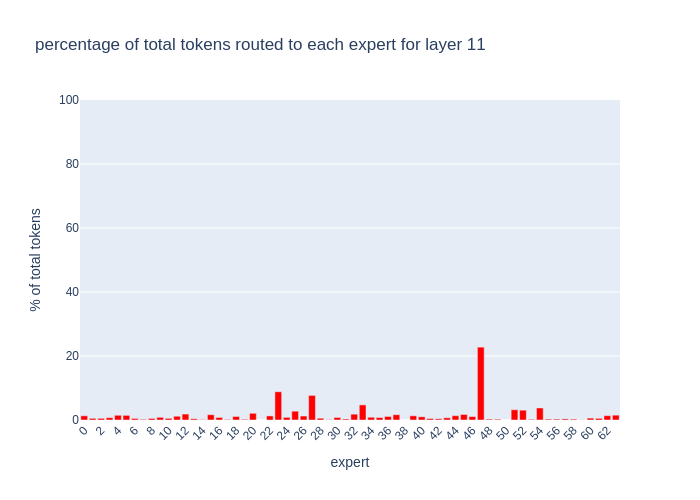 percentage of total tokens routed to each expert for layer 11
100
80
60
40
20
0
% of total tokens
0 2 4 6 8 10 12 14 16 18 20 22 24 26 28 30 32 34 36 38 40 42 44 46 48 50 52 54 56 58 60 62
expert